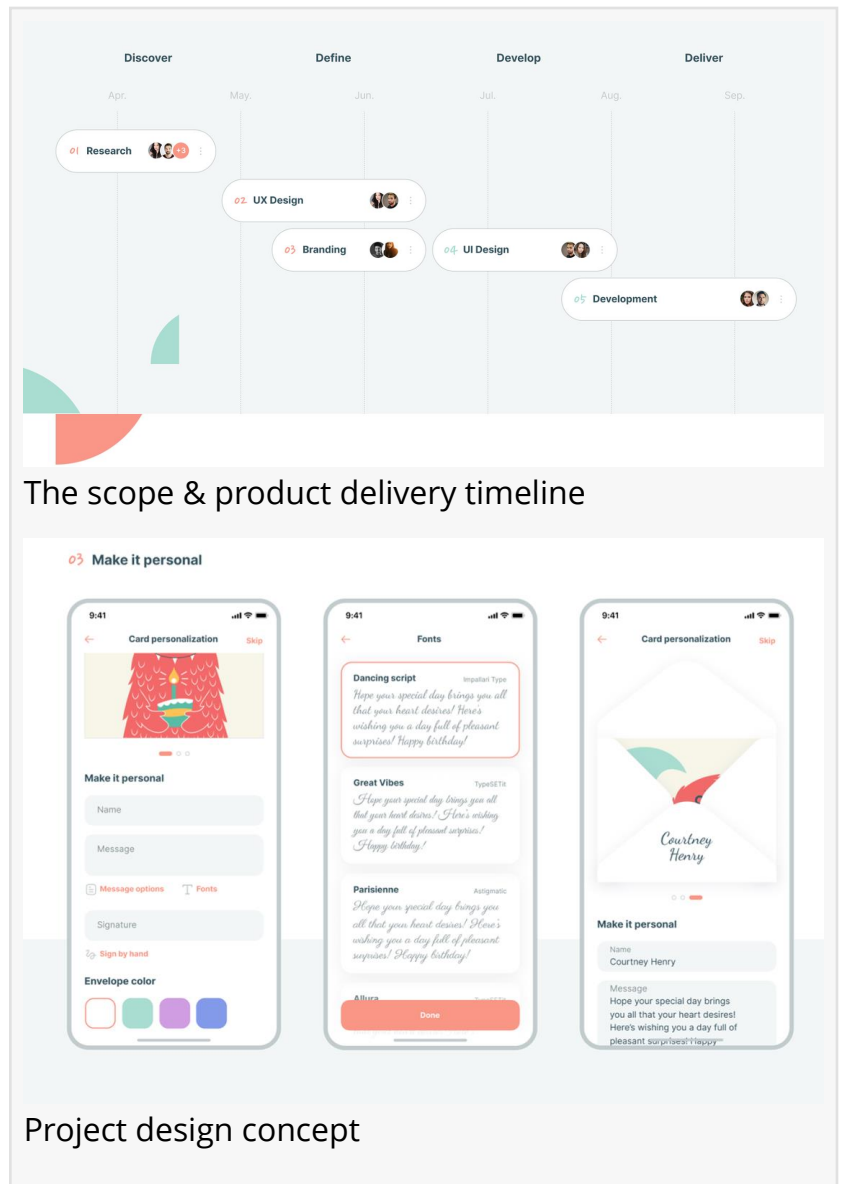 Discover Define Develop Deliver
Apr. May. Jun. Jul. Aug. Sep.
01 Research +3
02 UX Design
03 Branding
04 UI Design
05 Development
The scope & product delivery timeline
03 Make it personal
9:41
Card personalization Skip
Make it personal
Name
Message
Message options T Fonts
Signature
Sign by hand
Envelope color
9:41
Fonts
Dancing script Impallari Type
Hope your special day brings you all
that your heart desires! Here's
wishing you a day full of pleasant
surprises! Happy birthday!
Great Vibes TypeSETit
Hope your special day brings you all
that your heart desires! Here's wishing
you a day full of pleasant surprises!
Happy birthday!
Parisienne Astigmatic
Hope your special day brings you
all that your heart desires! Here's
wishing you a day full of pleasant
surprises! Happy birthday!
Allura TypeSETit
Done
9:41
Card personalization Skip
Courtney
Henry
Make it personal
Name
Courtney Henry
Message
Hope your special day brings
you all that your heart desires!
Here's wishing you a day full of
pleasant surprises! Happy
Project design concept